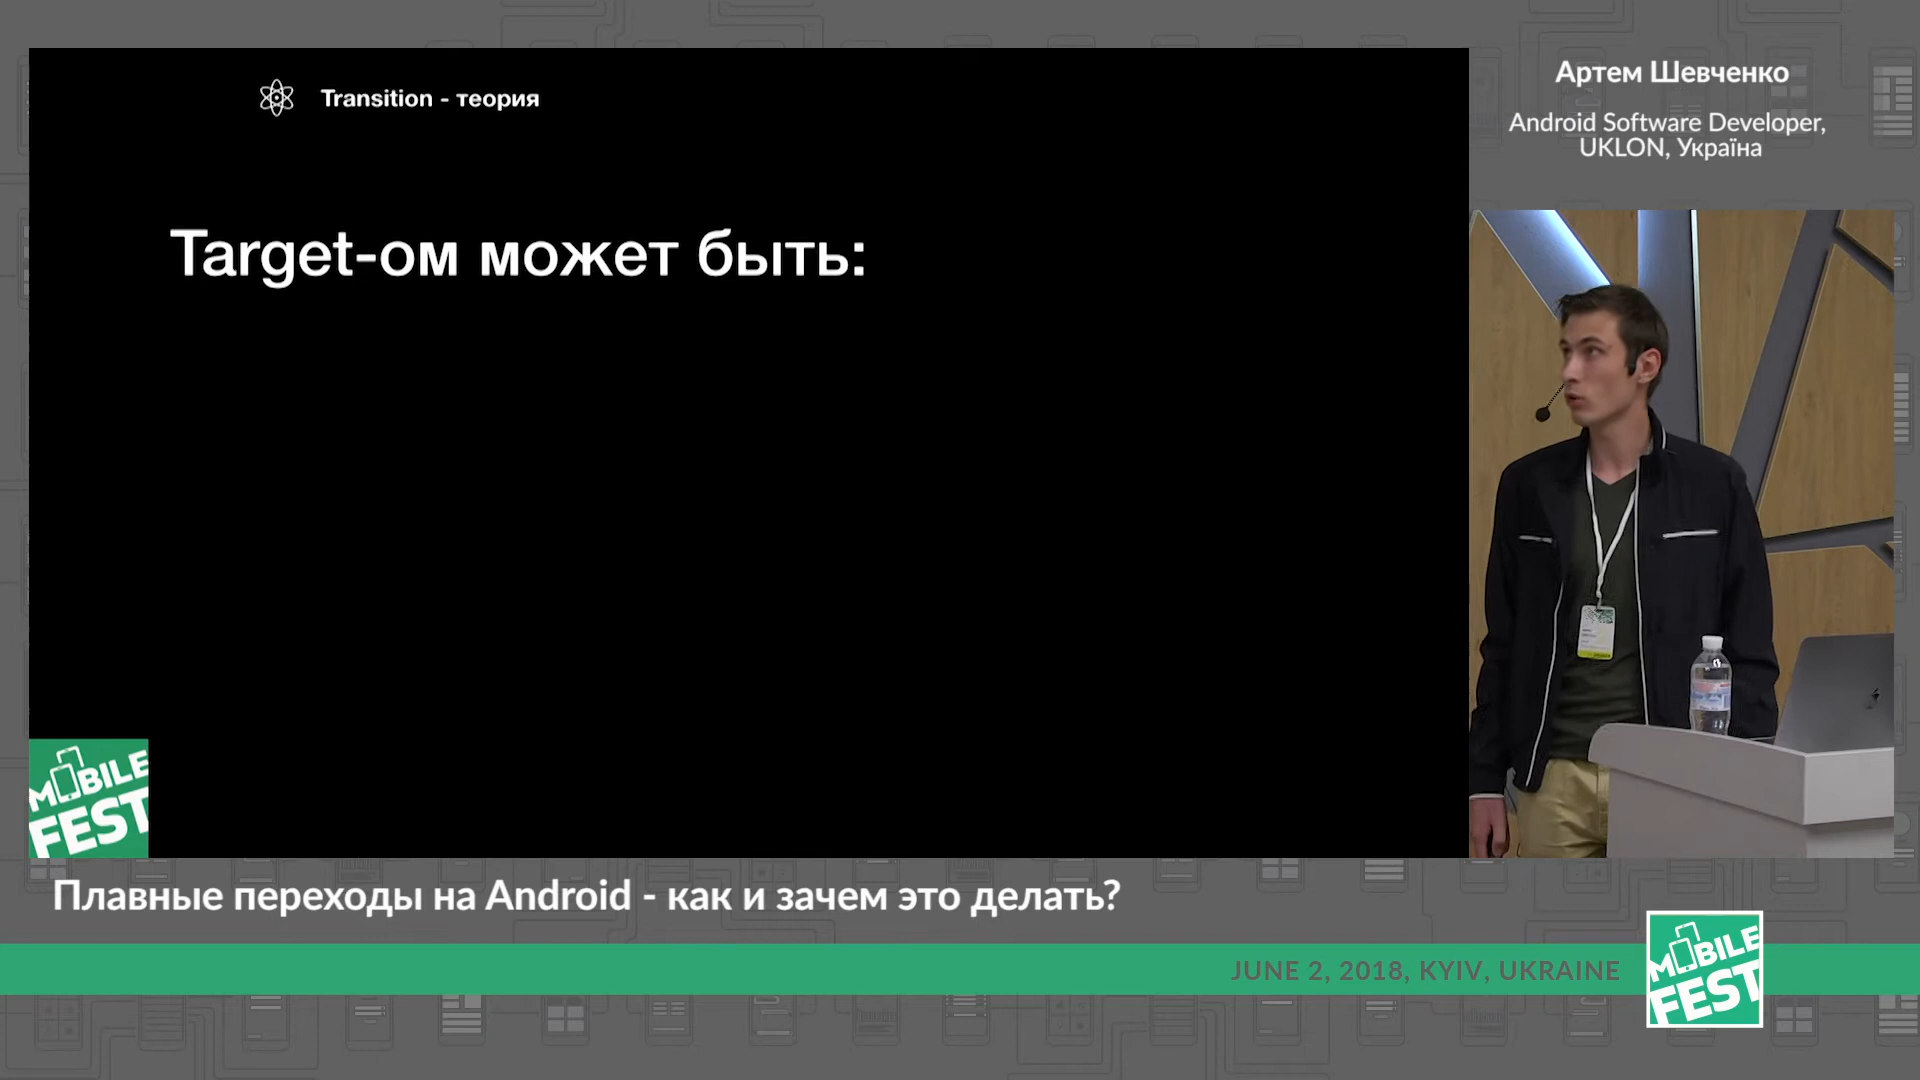 Transition - теория
Target-ом может быть:
Артем Шевченко
Android Software Developer,
UKLON, Україна
MOBILE
FEST
Плавные переходы на Android - как и зачем это делать?
JUNE 2, 2018, KYIV, UKRAINE
MOBILE
FEST